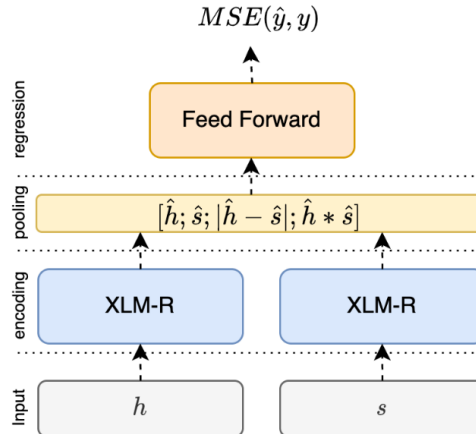 MSE(ŷ, y)
regression
Feed Forward
pooling
[ĥ; ŝ; |ĥ − ŝ|; ĥ * ŝ]
encoding
XLM-R XLM-R
Input
h s